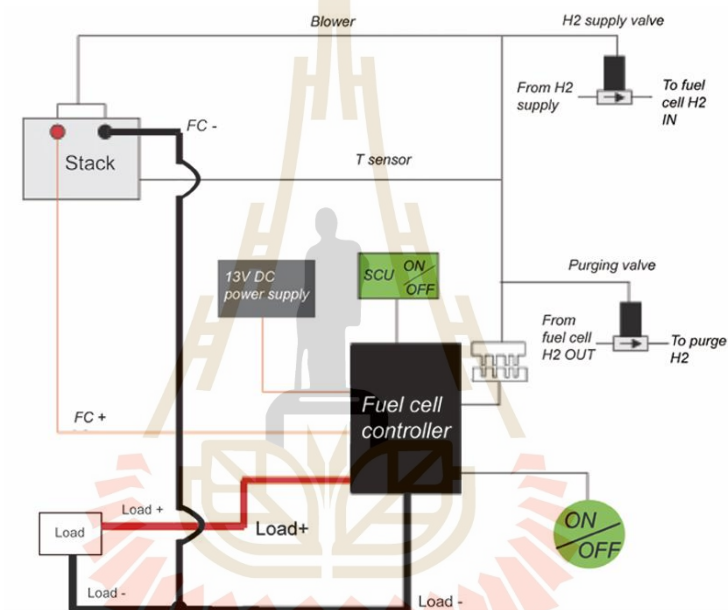 Blower
H2 supply valve
From H2
supply
To fuel
cell H2
IN
FC -
Stack
T sensor
13V DC
power supply
SCU
ON
OFF
Purging valve
From
fuel cell
H2 OUT
To purge
H2
Fuel cell
controller
FC +
Load +
Load
Load+
ON
OFF
Load -
Load -